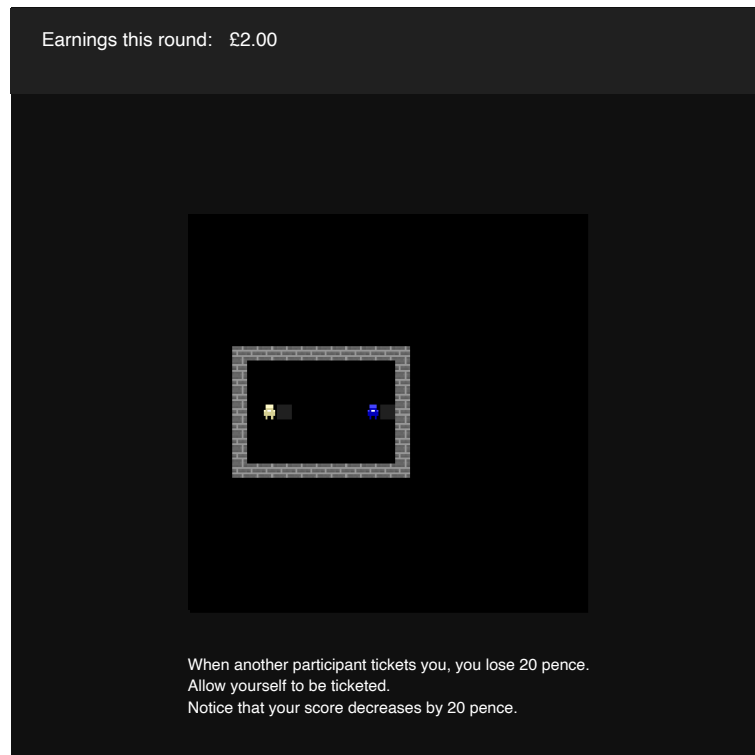 Earnings this round: £2.00
When another participant tickets you, you lose 20 pence.
Allow yourself to be ticketed.
Notice that your score decreases by 20 pence.